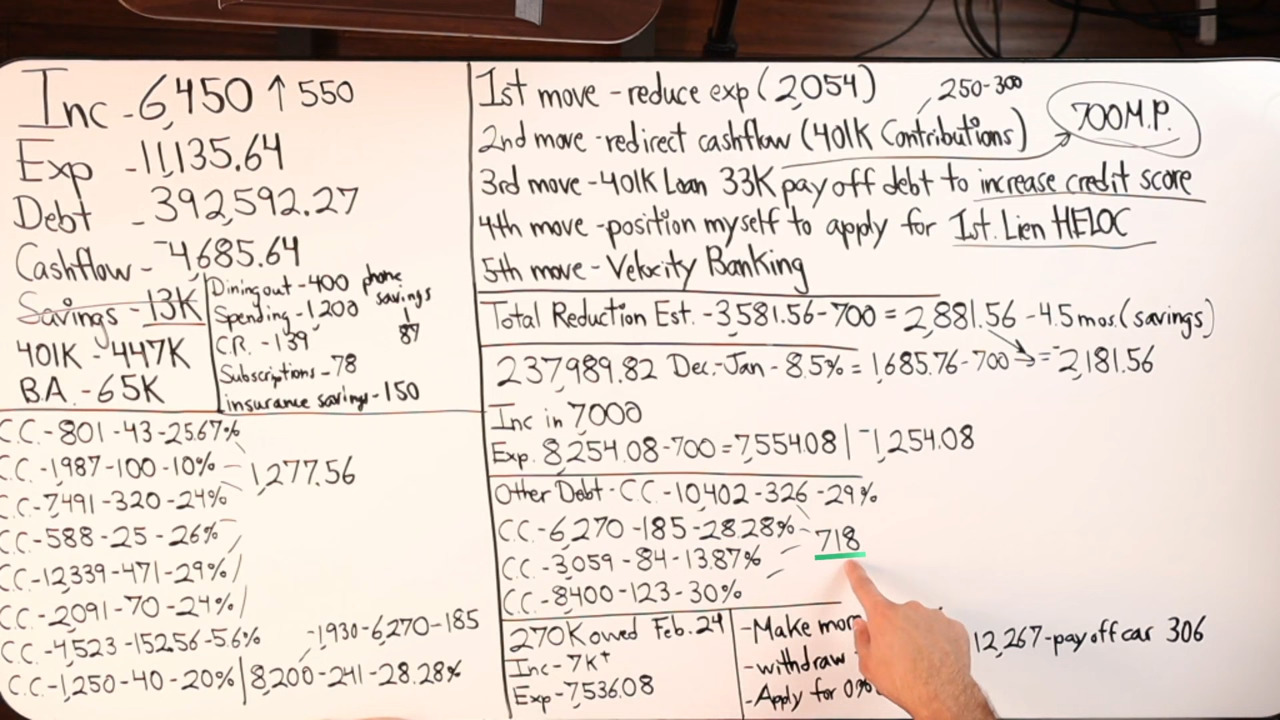 Inc - 6,450 ↑ 550
Exp - 11,135.64
Debt - 392,592.27
Cashflow - -4,685.64
Savings - 13K
401K - 447K
B.A. - 65K
Dining out - 400
Spending - 1200
C.R. - 139
Subscriptions - 78
insurance savings - 150
phone
savings
87
C.C. - 801 - 43 - 25.67%
C.C. - 1987 - 100 - 10%
C.C. - 7,491 - 320 - 24%
C.C. - 588 - 25 - 26%
C.C. - 12,339 - 471 - 29%
C.C. - 2091 - 70 - 24%
C.C. - 4,523 - 152.56 - 5.6%
C.C. - 1,250 - 40 - 20%
1,277.56
-1930 - 6,270 - 185
8,200 - 241 - 28.28%
1st move - reduce exp (2,054)
250-300
2nd move - redirect cashflow (401K Contributions)
700 M.P.
3rd move - 401K Loan 33K pay off debt to increase credit score
4th move - position myself to apply for 1st. Lien HELOC
5th move - Velocity Banking
Total Reduction Est. - 3,581.56 - 700 = 2,881.56 - 4.5 mos. (savings)
237,989.82 Dec.-Jan - 8.5% = 1,685.76 - 700 = -2,181.56
Inc in 7000
Exp. 8,254.08 - 700 = 7,554.08 | -1,254.08
Other Debt - C.C. - 10,402 - 326 - 29%
C.C. - 6,270 - 185 - 28.28%
C.C. - 3,059 - 84 - 13.87%
C.C. - 8400 - 123 - 30%
718
270K owed Feb. 24
Inc - 7K+
Exp - 7,536.08
- Make mor
- withdraw
- Apply for 0%
12,267 - pay off car 306